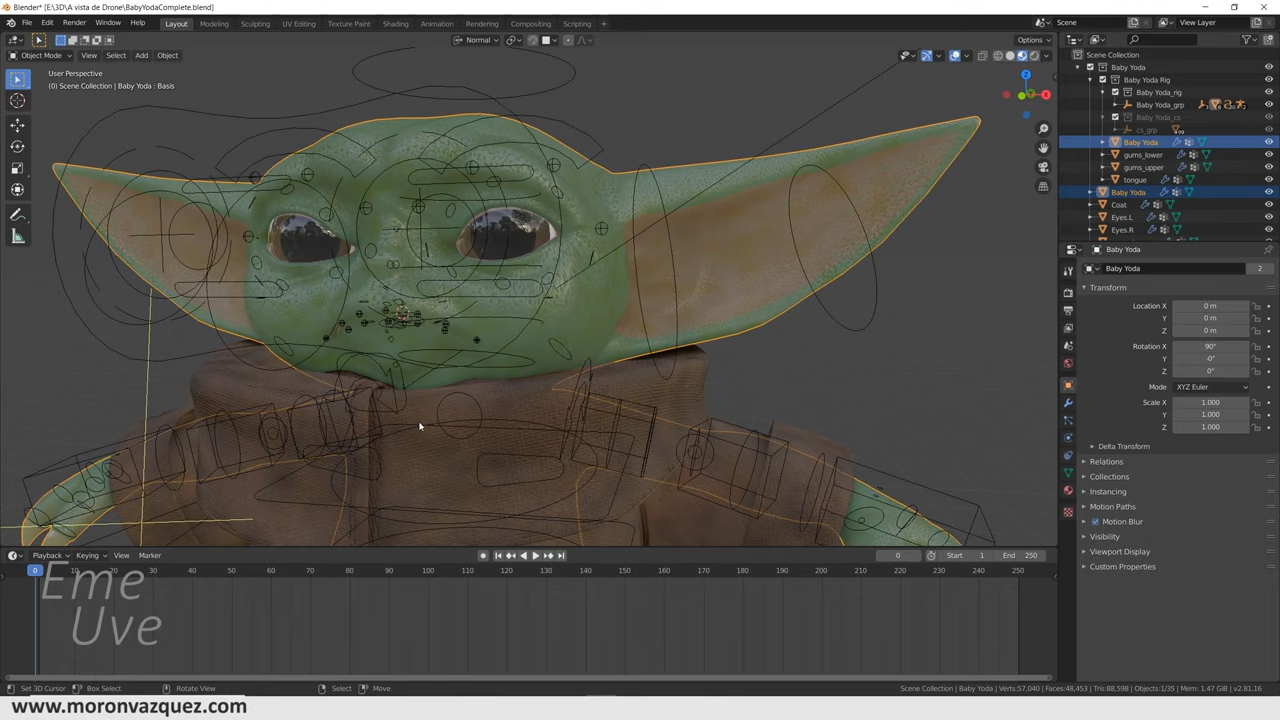 Blender* [E:\3D\A vista de Drone\BabyYodaComplete.blend]
File Edit Render Window Help Layout Modeling Sculpting UV Editing Texture Paint Shading Animation Rendering Compositing Scripting + Scene View Layer
Normal Options
Object Mode View Select Add Object
User Perspective
(0) Scene Collection | Baby Yoda : Basis
X
Scene Collection
Baby Yoda
Baby Yoda Rig
Baby Yoda_rig
Baby Yoda_grp
Baby Yoda_cs
cs_grp
Baby Yoda
gums_lower
gums_upper
tongue
Baby Yoda
Coat
Eyes.L
Eyes.R
Baby Yoda
Baby Yoda 2
Transform
Location X 0 m
Y 0 m
Z 0 m
Rotation X 90°
Y -0°
Z 0°
Mode XYZ Euler
Scale X 1.000
Y 1.000
Z 1.000
Delta Transform
Relations
Collections
Instancing
Motion Paths
Motion Blur
Visibility
Viewport Display
Custom Properties
Playback Keying View Marker 0 Start 1 End 250
0 10 20 30 40 50 60 70 80 90 100 110 120 130 140 150 160 170 180 190 200 210 220 230 240 250
Eme
Uve
Set 3D Cursor Box Select Rotate View Select Move Scene Collection | Baby Yoda | Verts:57,040 | Faces:48,453 | Tris:88,598 | Objects:1/35 | Mem: 1.47 GiB | v2.81.16
www.moronvazquez.com